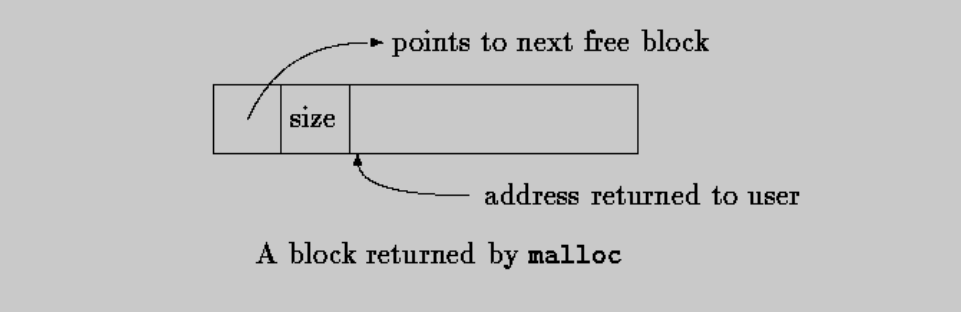 points to next free block
size
address returned to user
A block returned by malloc